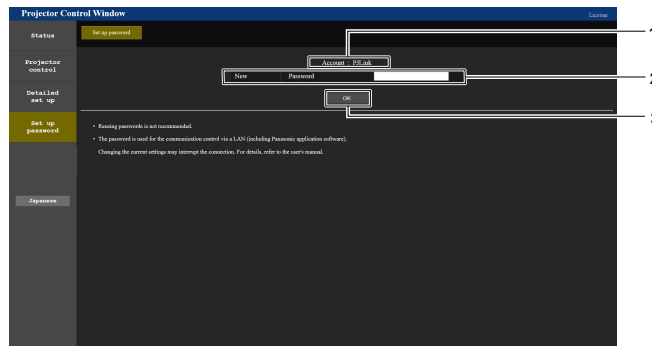 Projector Control Window
License
Status
Set up password
1
Projector
control
Account : PJLink
New Password
2
Detailed
set up
OK
3
Set up
password
• Reusing passwords is not recommended.
• The password is used for the communication control via a LAN (including Panasonic application software).
Changing the current settings may interrupt the connection. For details, refer to the user's manual.
Japanese